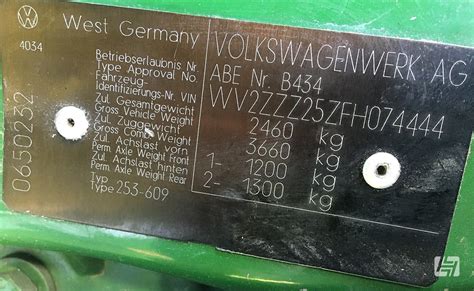 West Germany
4034
0650232
Betriebserlaubnis Nr.
Type Approval No.
Fahrzeug-
Identifizierungs-Nr. VIN
Zul. Gesamtgewicht
Gross Vehicle Weight
Zul. Zuggewicht
Gross Comb Weight
Zul. Achslast vorn
Perm. Axle Weight Front
Zul. Achslast hinten
Perm. Axle Weight Rear
Typ
Type 253-609
VOLKSWAGENWERK AG
ABE Nr. B434
WV2ZZZ25ZFH074444
2460 kg
3660 kg
1- 1200 kg
2- 1300 kg